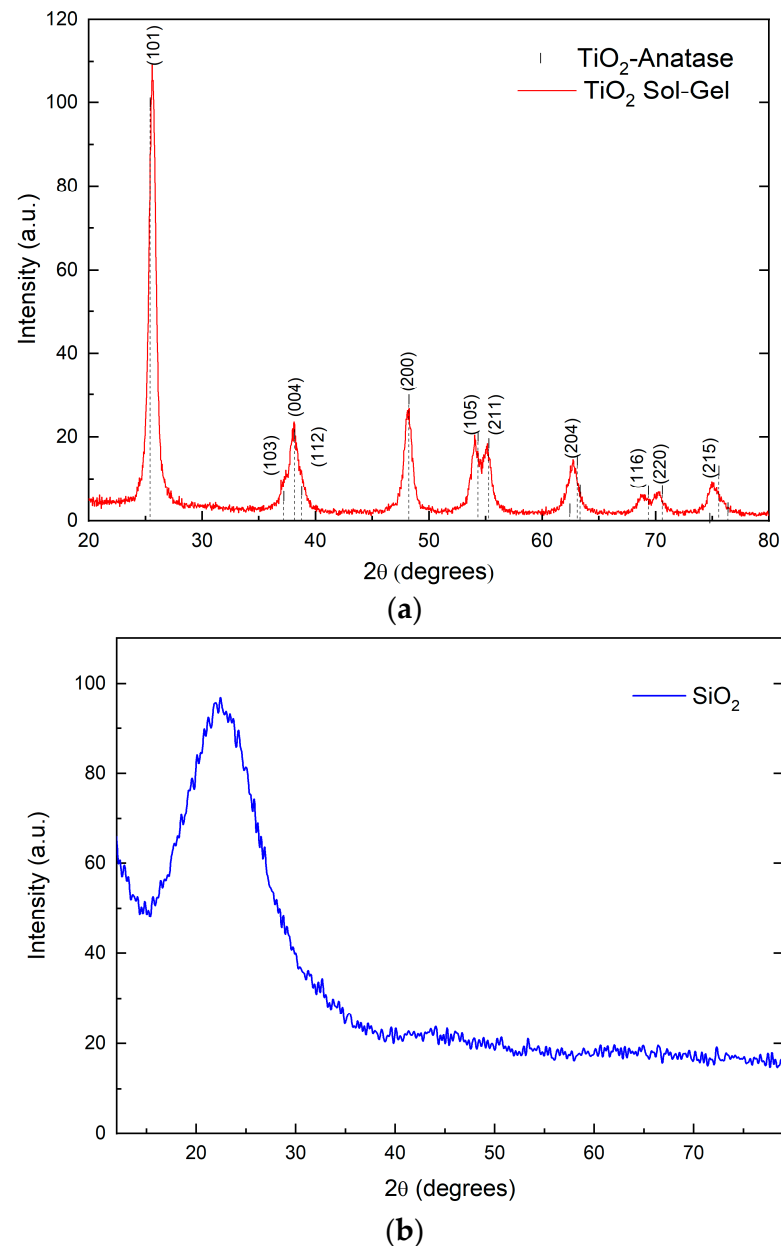 120
100
80
60
40
20
0
Intensity (a.u.)
(101)
(103)
(004)
(112)
(200)
(105)
(211)
(204)
(116)
(220)
(215)
TiO2-Anatase
TiO2 Sol-Gel
20 30 40 50 60 70 80
2θ (degrees)
(a)
100
80
60
40
20
0
Intensity (a.u.)
SiO2
20 30 40 50 60 70
2θ (degrees)
(b)